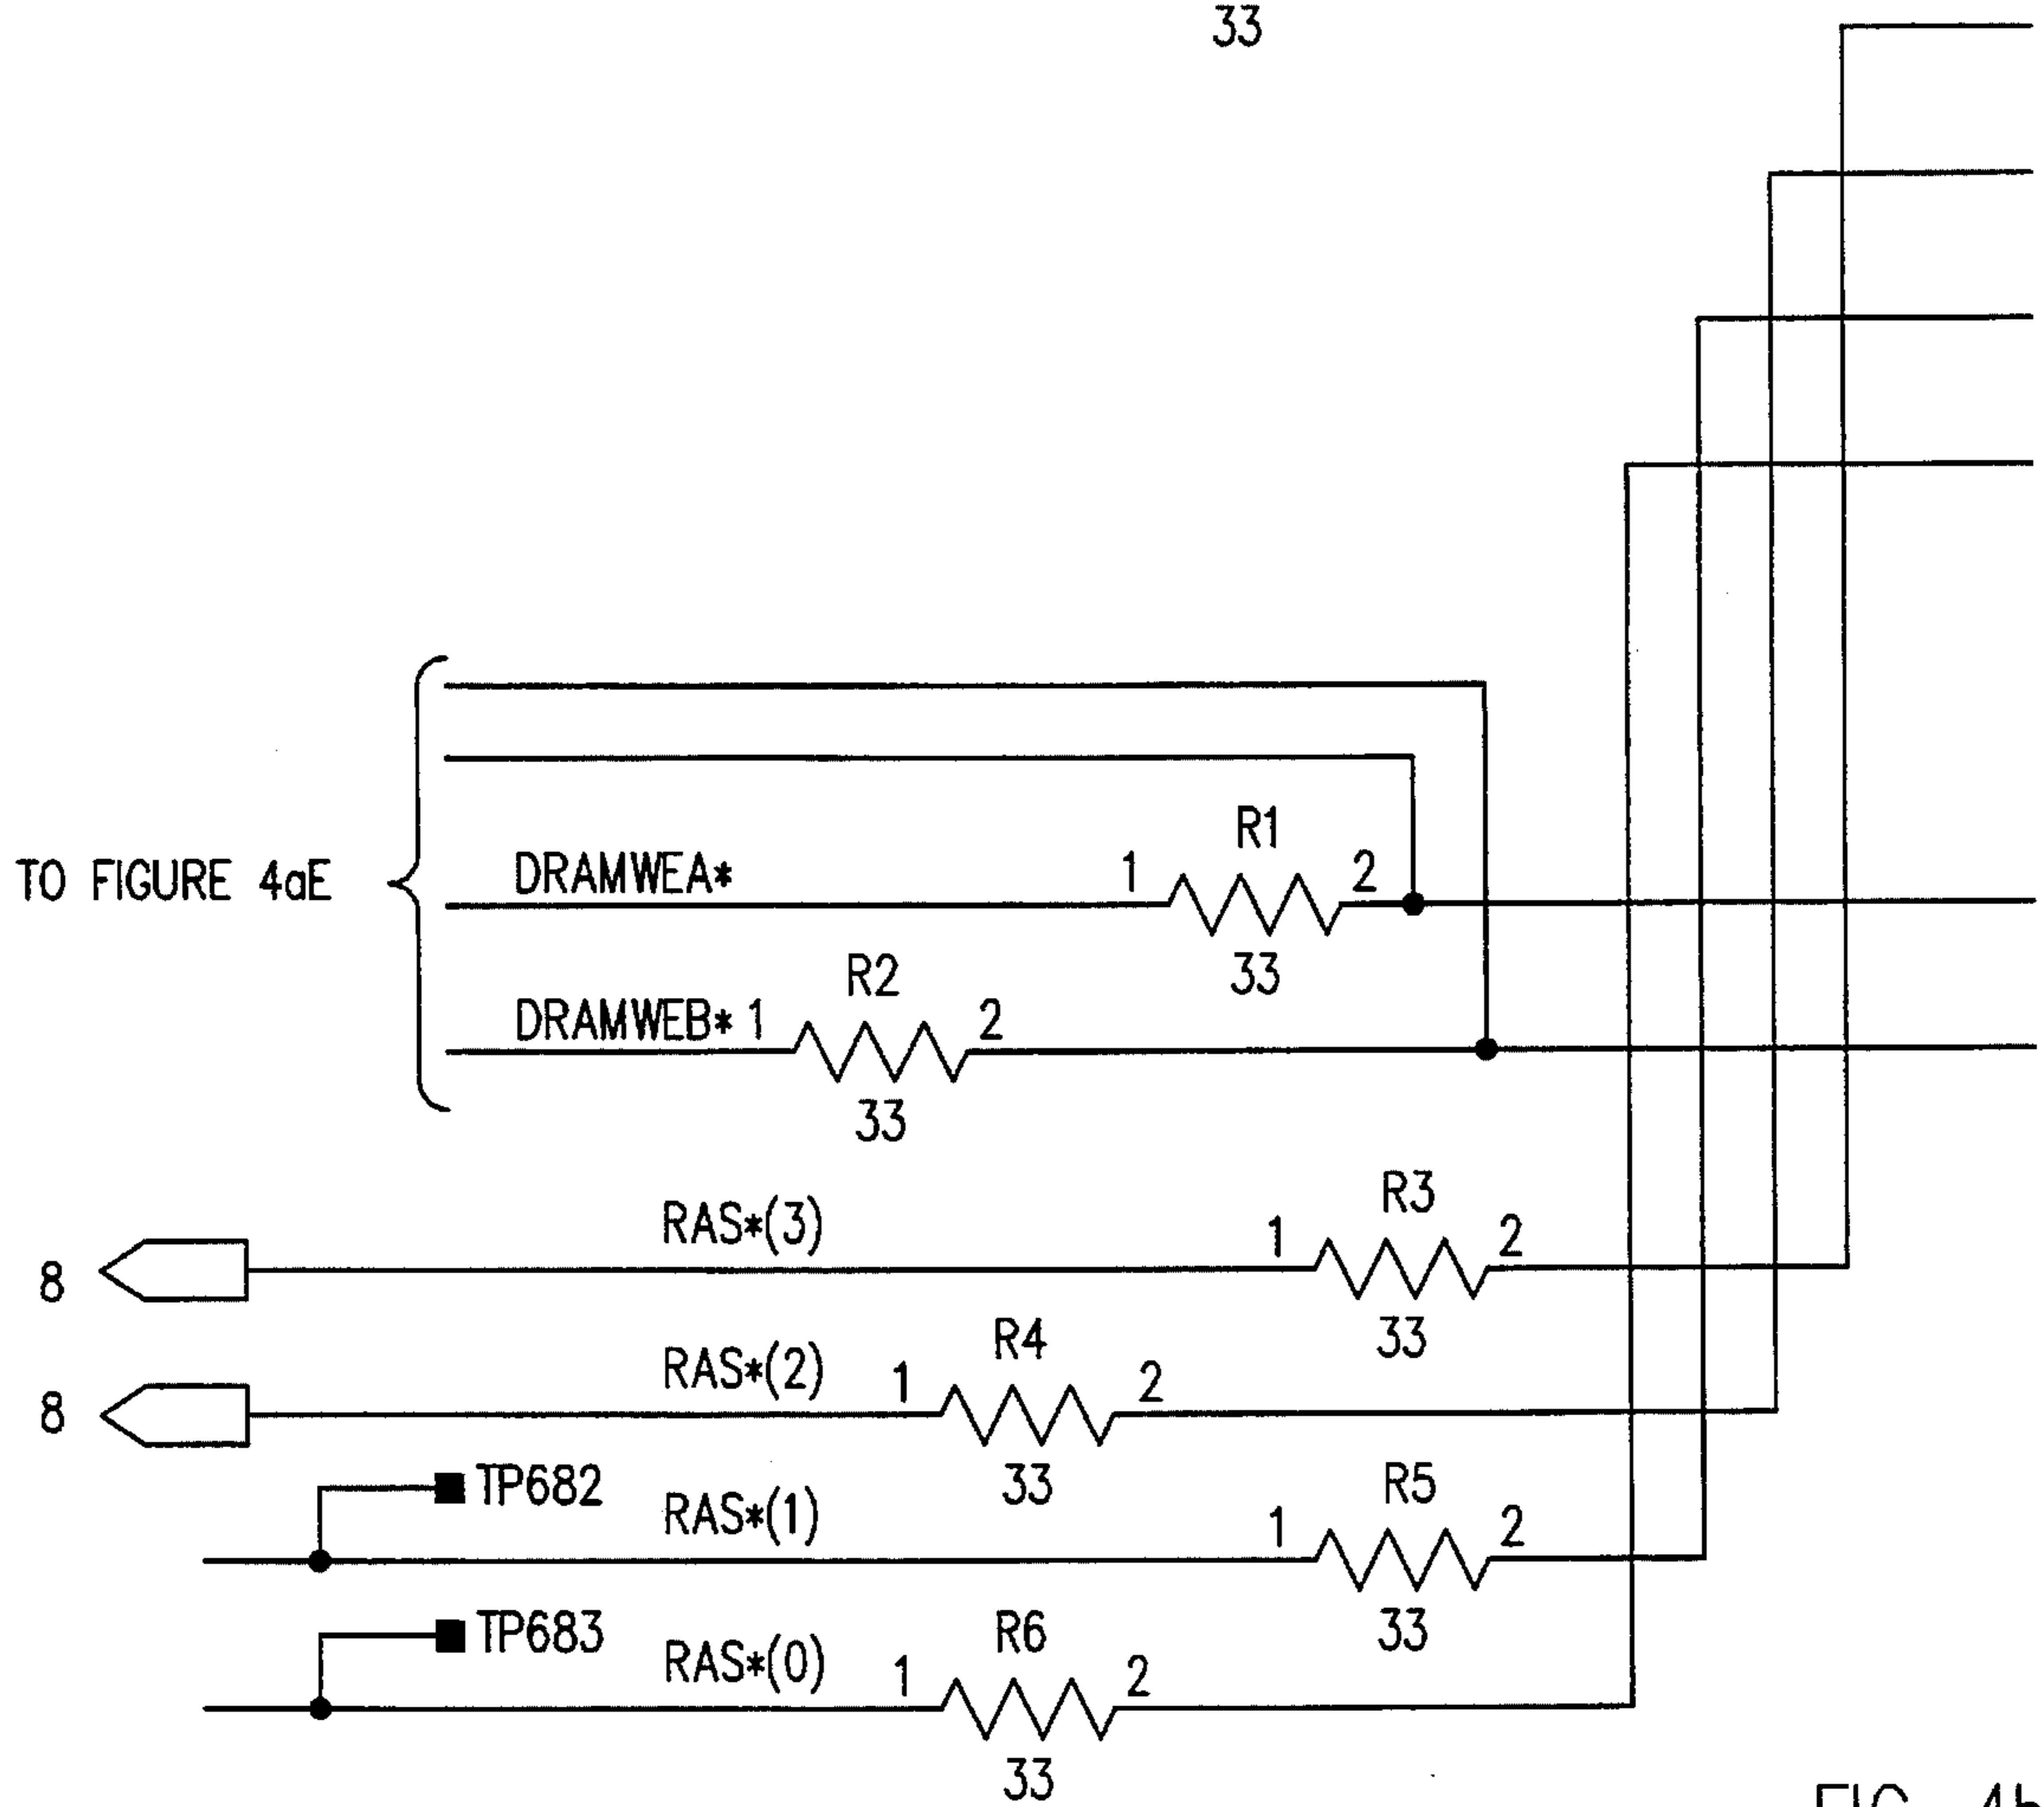 33
R1
TO FIGURE 4aE
DRAMWEA*
1
2
33
R2
DRAMWEB* 1
2
33
R3
RAS*(3)
1
2
8
33
R4
RAS*(2)
1
2
8
33
TP682
R5
RAS*(1)
1
2
33
TP683
R6
RAS*(0)
1
2
33
FIG. 4b